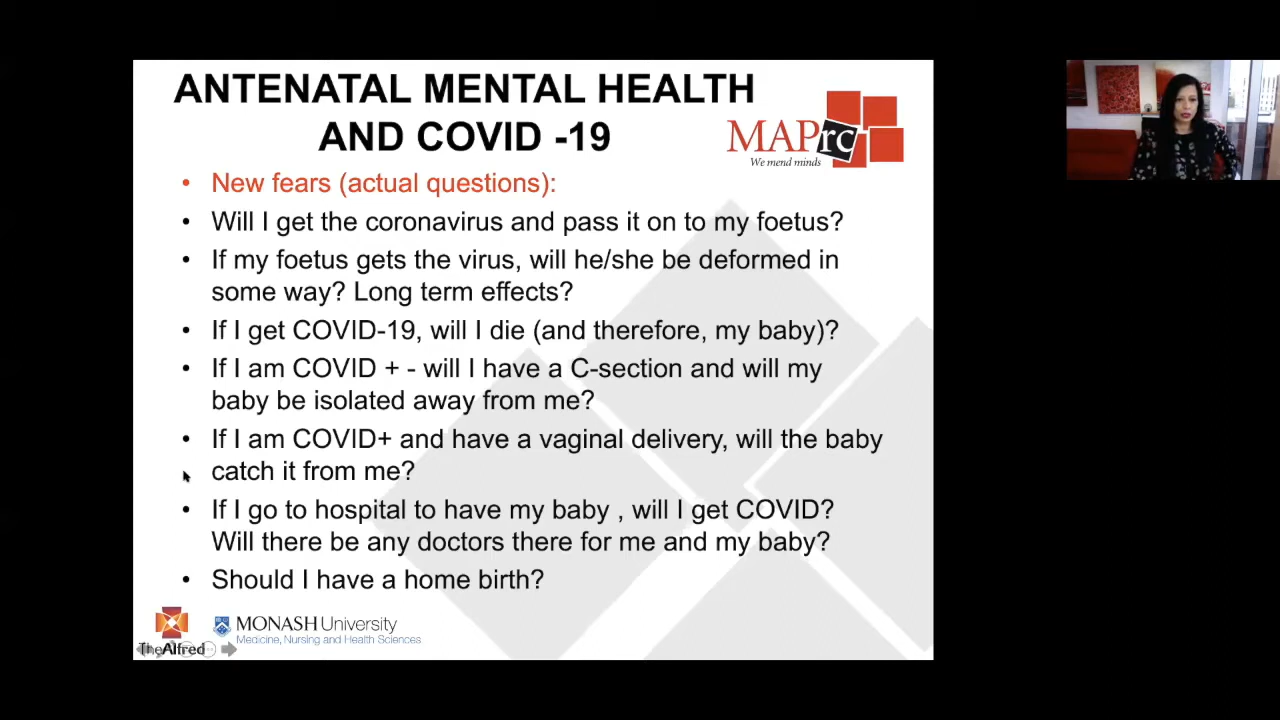 ANTENATAL MENTAL HEALTH
AND COVID -19
MAPrc
We mend minds
• New fears (actual questions):
• Will I get the coronavirus and pass it on to my foetus?
• If my foetus gets the virus, will he/she be deformed in
some way? Long term effects?
• If I get COVID-19, will I die (and therefore, my baby)?
• If I am COVID + - will I have a C-section and will my
baby be isolated away from me?
• If I am COVID+ and have a vaginal delivery, will the baby
catch it from me?
• If I go to hospital to have my baby , will I get COVID?
Will there be any doctors there for me and my baby?
• Should I have a home birth?
MONASH University
Medicine, Nursing and Health Sciences
TheAlfred